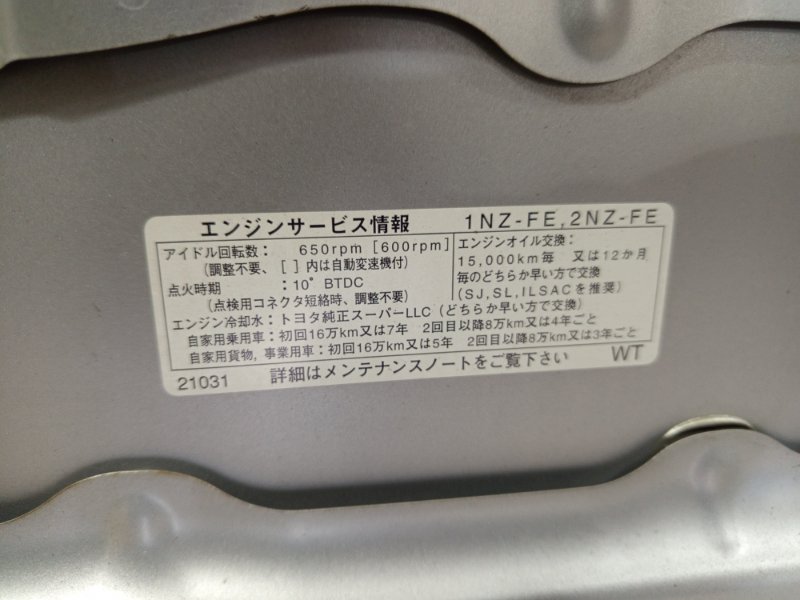 エンジンサービス情報 1NZ-FE,2NZ-FE
アイドル回転数: 650rpm [600rpm]
(調整不要、[ ]内は自動変速機付)
点火時期 : 10° BTDC
(点検用コネクタ短絡時、調整不要)
エンジンオイル交換:
15,000km毎 又は12か月
毎のどちらか早い方で交換
(SJ,SL,ILSACを推奨)
エンジン冷却水:トヨタ純正スーパーLLC(どちらか早い方で交換)
自家用乗用車:初回16万km又は7年 2回目以降8万km又は4年ごと
自家用貨物,事業用車:初回16万km又は5年 2回目以降8万km又は3年ごと
21031 詳細はメンテナンスノートをご覧下さい WT